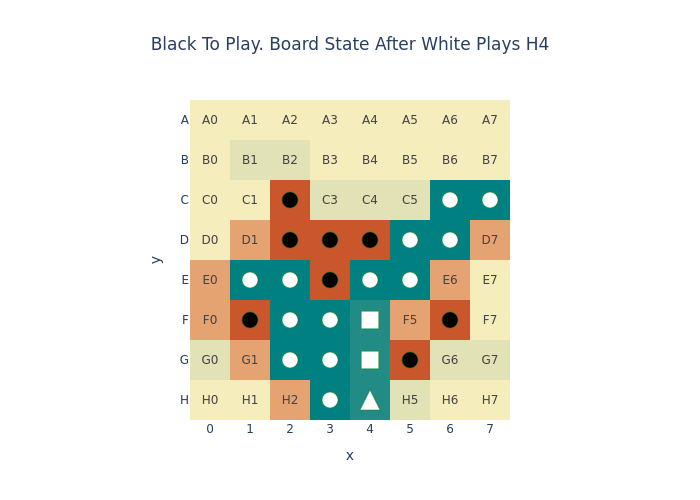 Black To Play. Board State After White Plays H4
A A0 A1 A2 A3 A4 A5 A6 A7
B B0 B1 B2 B3 B4 B5 B6 B7
C C0 C1 C3 C4 C5
D D0 D1 D7
E E0 E6 E7
F F0 F5 F7
G G0 G1 G6 G7
H H0 H1 H2 H5 H6 H7
0 1 2 3 4 5 6 7
x
y